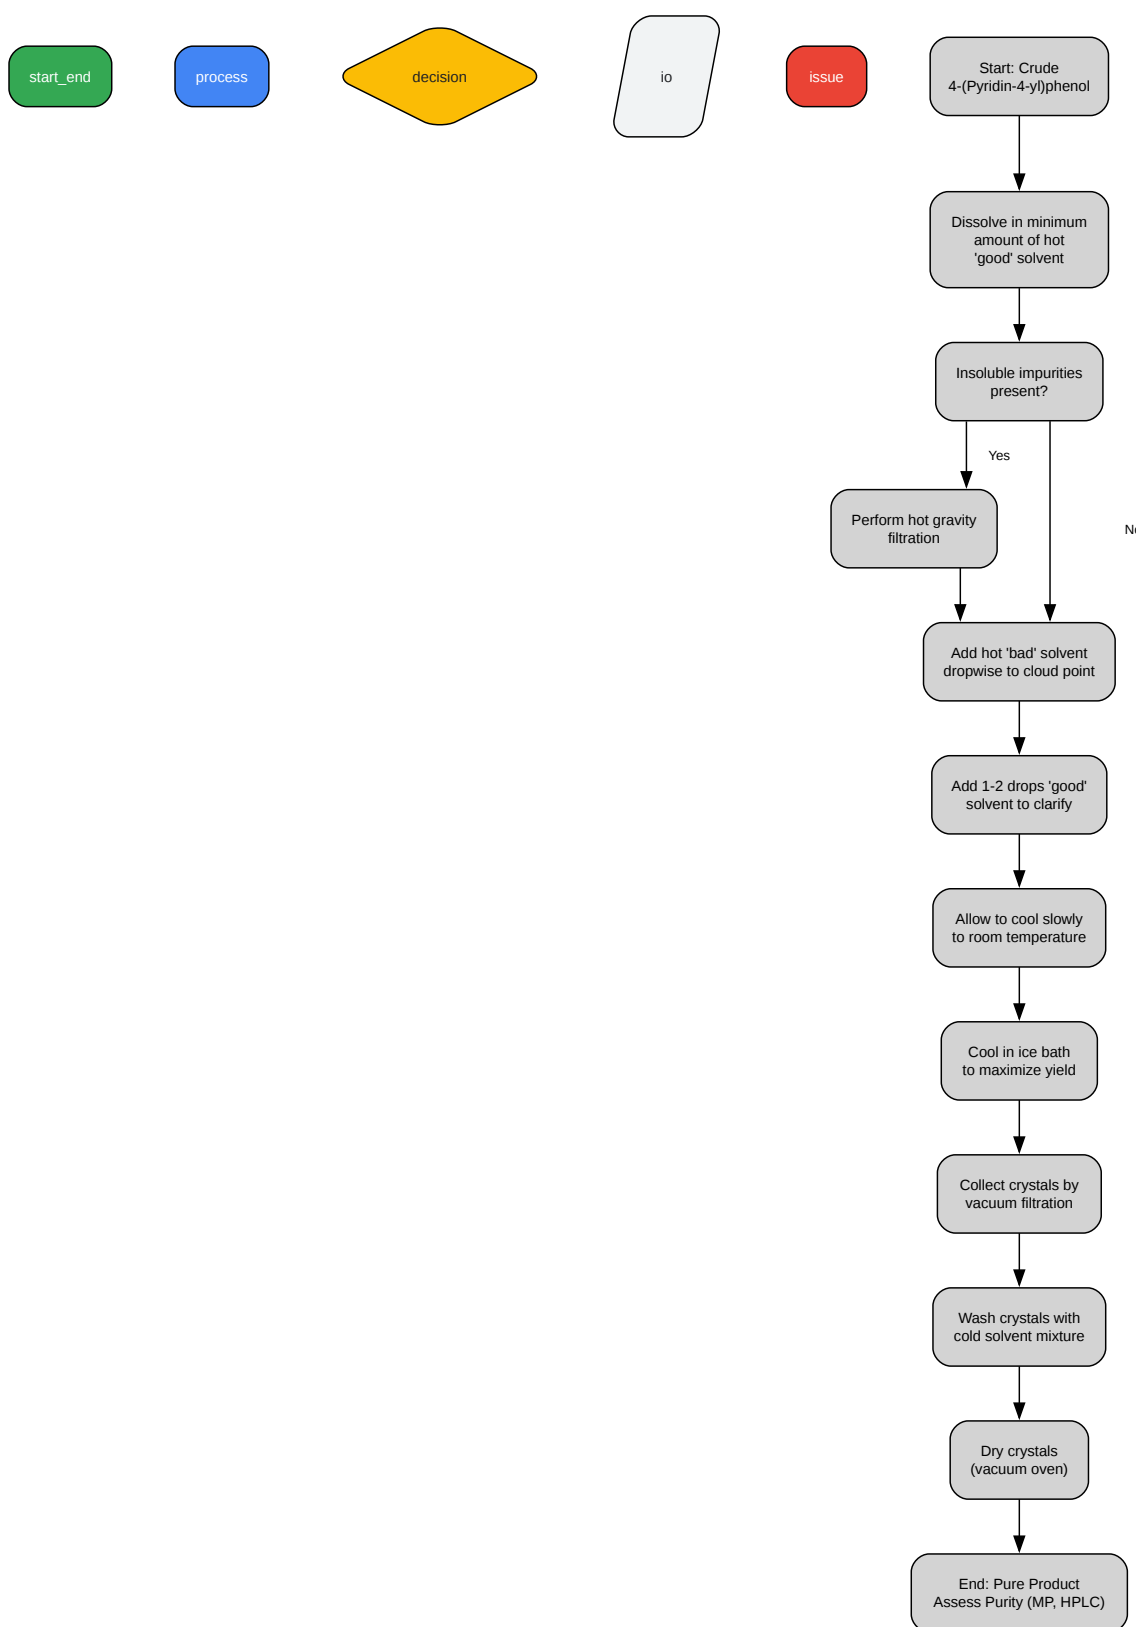 start_end
process
decision
io
issue
Start: Crude
4-(Pyridin-4-yl)phenol
Dissolve in minimum
amount of hot
'good' solvent
Insoluble impurities
present?
Yes
Perform hot gravity
filtration
Add hot 'bad' solvent
dropwise to cloud point
Add 1-2 drops 'good'
solvent to clarify
Allow to cool slowly
to room temperature
Cool in ice bath
to maximize yield
Collect crystals by
vacuum filtration
Wash crystals with
cold solvent mixture
Dry crystals
(vacuum oven)
End: Pure Product
Assess Purity (MP, HPLC)